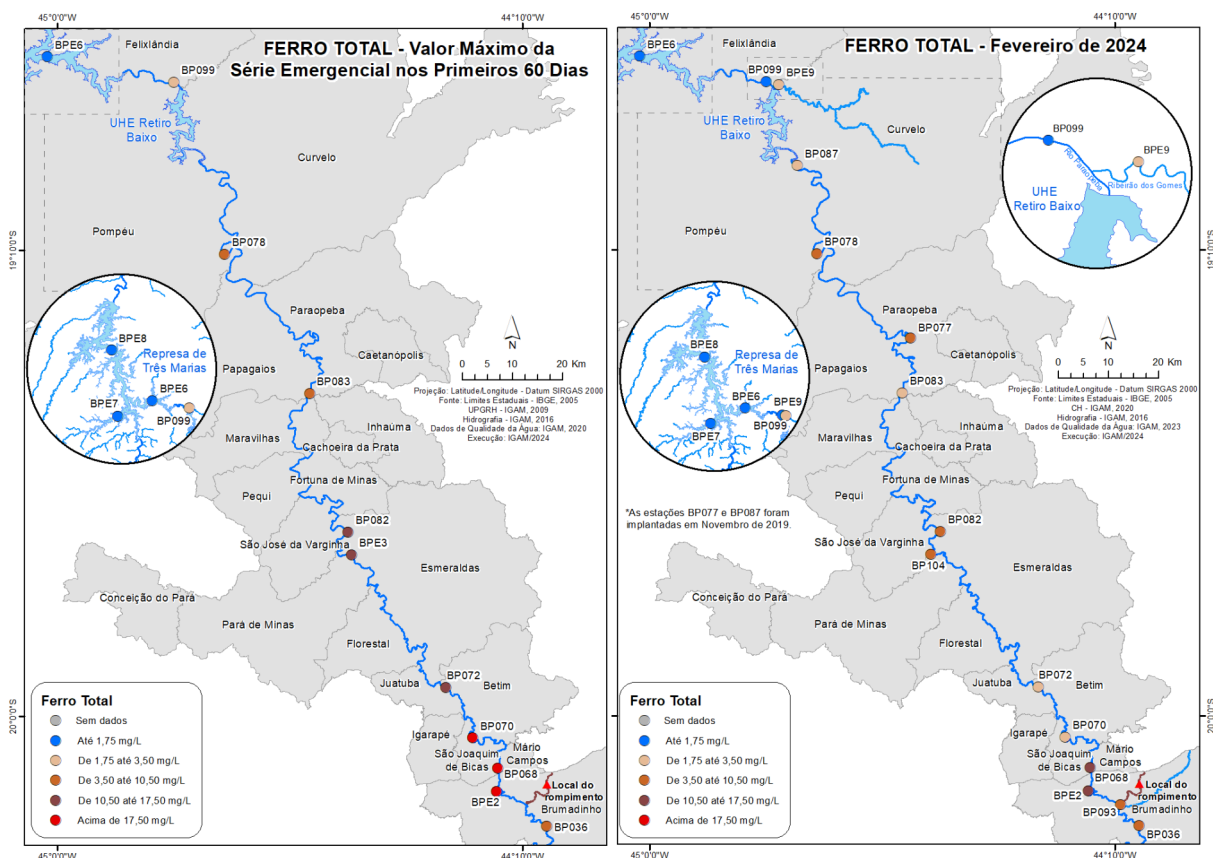 45°0'0"W
44°10'0"W
FERRO TOTAL - Valor Máximo da
Série Emergencial nos Primeiros 60 Dias
BPE6
Felixlândia
BP099
UHE Retiro
Baixo
Curvelo
Pompéu
BP078
19°10'0"S
Paraopeba
N
Caetanópolis
0 5 10 20 Km
BPE8
Represa de
Três Marias
BPE6
BPE7
BP099
Papagaios
BP083
Projeção: Latitude/Longitude - Datum SIRGAS 2000
Fonte: Limites Estaduais - IBGE, 2005
UPGRH - IGAM, 2009
Hidrografia - IGAM, 2016
Dados de Qualidade da Água: IGAM, 2020
Execução: IGAM/2024
Inhaúma
Maravilhas
Cachoeira da Prata
Fortuna de Minas
Pequi
BP082
São José da Varginha
BPE3
Esmeraldas
Conceição do Pará
Pará de Minas
Florestal
BP072
Juatuba
Betim
20°0'0"S
Igarapé
BP070
São Joaquim
de Bicas
Mário
Campos
BP068
BPE2
Local do
rompimento
Brumadinho
BP036
Ferro Total
Sem dados
Até 1,75 mg/L
De 1,75 até 3,50 mg/L
De 3,50 até 10,50 mg/L
De 10,50 até 17,50 mg/L
Acima de 17,50 mg/L
45°0'0"W
44°10'0"W
45°0'0"W
44°10'0"W
FERRO TOTAL - Fevereiro de 2024
BPE6
Felixlândia
BP099
BPE9
UHE Retiro
Baixo
Curvelo
BP087
BP099
BPE9
Rio Paraopeba
Ribeirão dos Gomes
UHE
Retiro Baixo
Pompéu
BP078
19°10'0"S
Paraopeba
BP077
N
Caetanópolis
0 5 10 20 Km
BPE8
Represa de
Três Marias
BPE6
BPE9
BPE7
BP099
Papagaios
BP083
Projeção: Latitude/Longitude - Datum SIRGAS 2000
Fonte: Limites Estaduais - IBGE, 2005
CH - IGAM, 2020
Hidrografia - IGAM, 2016
Dados de Qualidade da Água: IGAM, 2023
Execução: IGAM/2024
Inhaúma
Maravilhas
Cachoeira da Prata
Fortuna de Minas
Pequi
*As estações BP077 e BP087 foram
implantadas em Novembro de 2019.
BP082
São José da Varginha
BP104
Esmeraldas
Conceição do Pará
Pará de Minas
Florestal
BP072
Juatuba
Betim
20°0'0"S
Igarapé
BP070
São Joaquim
de Bicas
Mário
Campos
BP068
BPE2
Local do
rompimento
BP093
Brumadinho
BP036
Ferro Total
Sem dados
Até 1,75 mg/L
De 1,75 até 3,50 mg/L
De 3,50 até 10,50 mg/L
De 10,50 até 17,50 mg/L
Acima de 17,50 mg/L
45°0'0"W
44°10'0"W